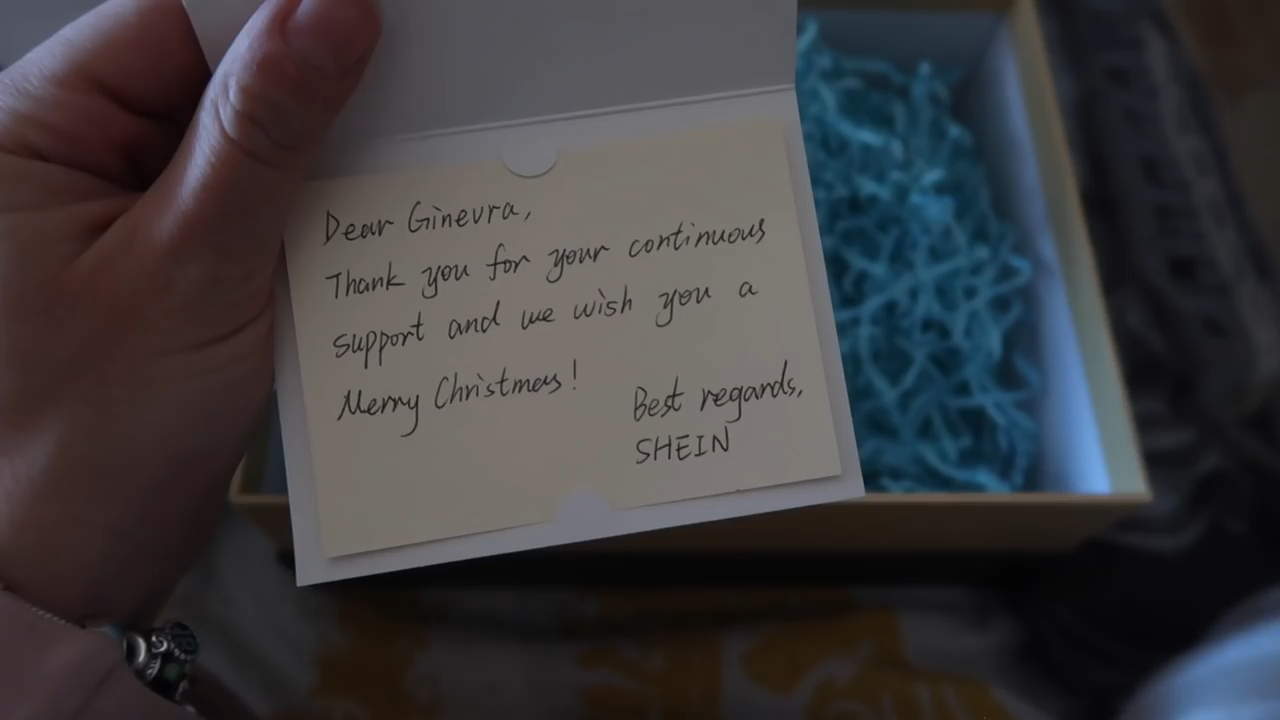 Dear Ginevra,
Thank you for your continuous
support and we wish you a
Merry Christmas!
Best regards,
SHEIN